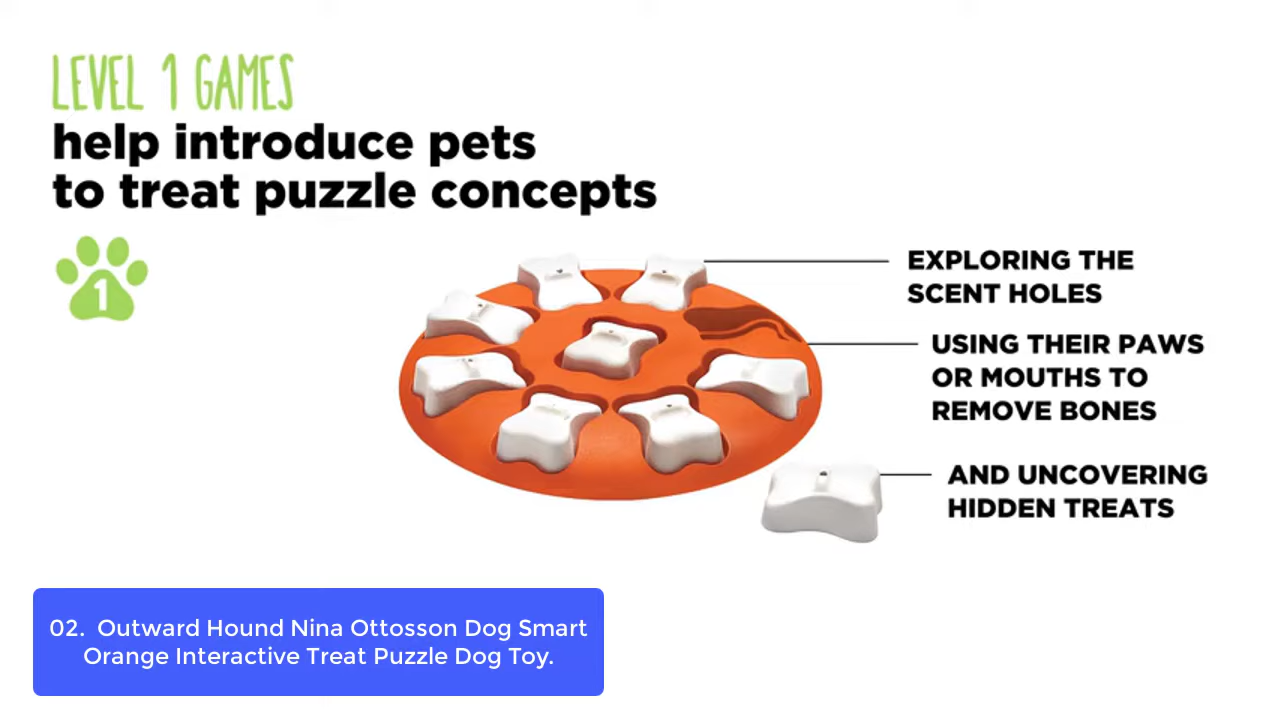 LEVEL 1 GAMES
help introduce pets
to treat puzzle concepts
1
EXPLORING THE
SCENT HOLES
USING THEIR PAWS
OR MOUTHS TO
REMOVE BONES
AND UNCOVERING
HIDDEN TREATS
02. Outward Hound Nina Ottosson Dog Smart
Orange Interactive Treat Puzzle Dog Toy.